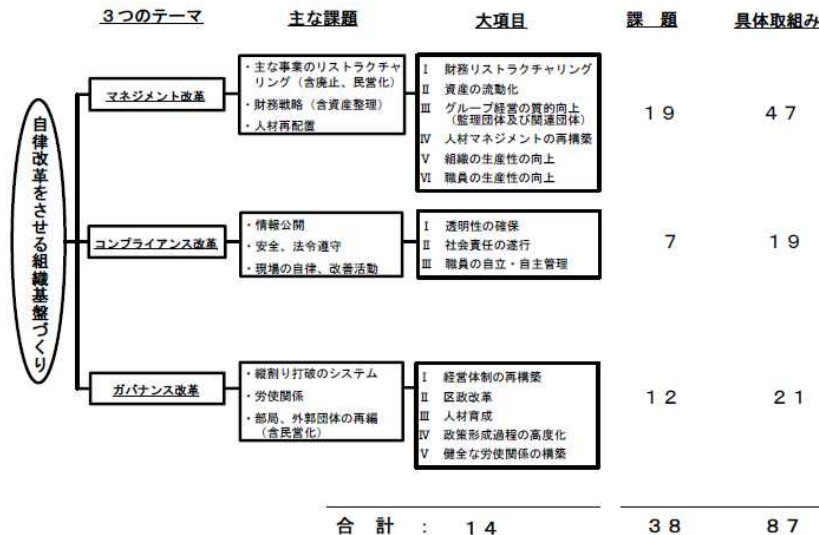 ３つのテーマ
主な課題
大項目
課 題
具体取組み
自律改革をさせる組織基盤づくり
マネジメント改革
・主な事業のリストラクチャ
リング（含廃止、民営化）
・財務戦略（含資産整理）
・人材再配置
Ⅰ 財務リストラクチャリング
Ⅱ 資産の流動化
Ⅲ グループ経営の質的向上
（監理団体及び関連団体）
Ⅳ 人材マネジメントの再構築
Ⅴ 組織の生産性の向上
Ⅵ 職員の生産性の向上
１９
４７
コンプライアンス改革
・情報公開
・安全、法令遵守
・現場の自律、改善活動
Ⅰ 透明性の確保
Ⅱ 社会責任の遂行
Ⅲ 職員の自立・自主管理
７
１９
ガバナンス改革
・縦割り打破のシステム
・労使関係
・部局、外郭団体の再編
（含民営化）
Ⅰ 経営体制の再構築
Ⅱ 区政改革
Ⅲ 人材育成
Ⅳ 政策形成過程の高度化
Ⅴ 健全な労使関係の構築
１２
２１
合 計 ： １４
３８
８７